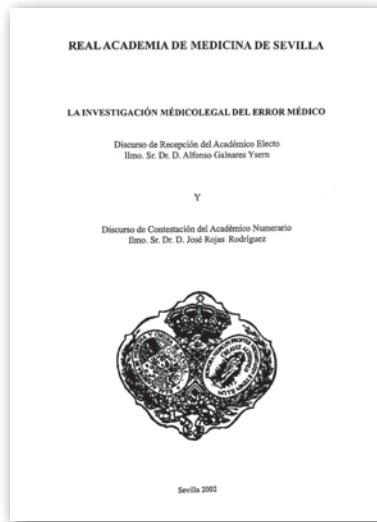 REAL ACADEMIA DE MEDICINA DE SEVILLA
LA INVESTIGACIÓN MÉDICOLEGAL DEL ERROR MÉDICO
Discurso de Recepción del Académico Electo
Ilmo. Sr. Dr. D. Alfonso Galnares Ysern
Y
Discurso de Contestación del Académico Numerario
Ilmo. Sr. Dr. D. José Rojas Rodríguez
Sevilla 2002